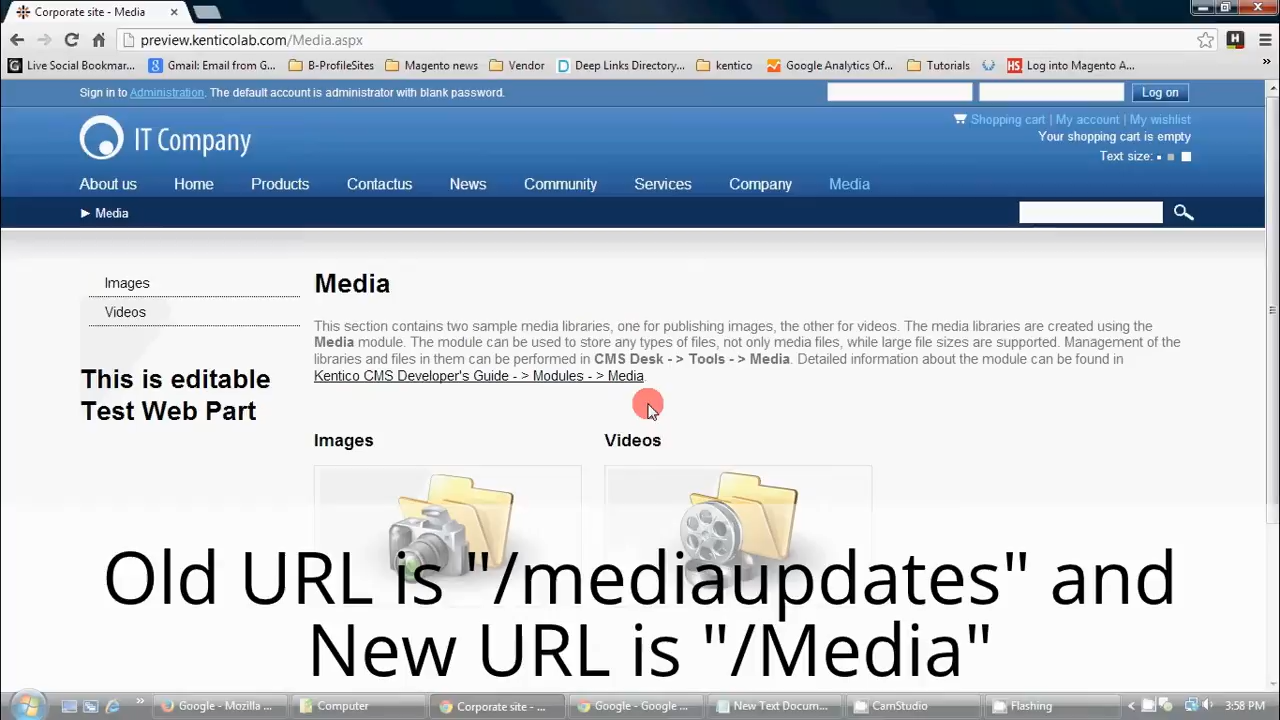 Corporate site - Media
preview.kenticolab.com/Media.aspx
Live Social Bookmar...
Gmail: Email from G...
B-ProfileSites
Magento news
Vendor
Deep Links Directory...
kentico
Google Analytics Of...
Tutorials
HS Log into Magento A...
Sign in to Administration. The default account is administrator with blank password.
Log on
IT Company
Shopping cart | My account | My wishlist
Your shopping cart is empty
Text size:
About us Home Products Contactus News Community Services Company Media
Media
Images
Videos
This is editable
Test Web Part
Media
This section contains two sample media libraries, one for publishing images, the other for videos. The media libraries are created using the
Media module. The module can be used to store any types of files, not only media files, while large file sizes are supported. Management of the
libraries and files in them can be performed in CMS Desk - > Tools - > Media. Detailed information about the module can be found in
Kentico CMS Developer's Guide - > Modules - > Media.
Images
Videos
Old URL is "/mediaupdates" and
New URL is "/Media"
Google - Mozilla ...
Computer
Corporate site - ...
Google - Google ...
New Text Docum...
CamStudio
Flashing
3:58 PM